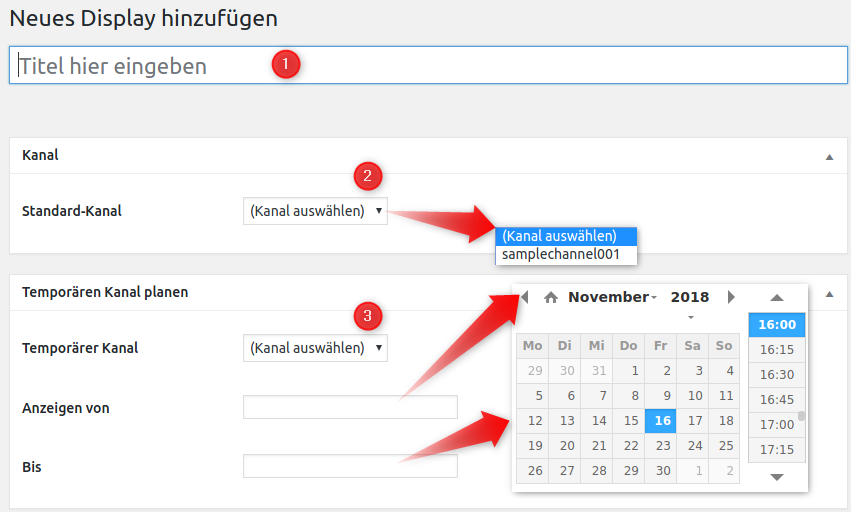 Neues Display hinzufügen
Titel hier eingeben 1
Kanal
2
Standard-Kanal (Kanal auswählen)
(Kanal auswählen)
samplechannel001
Temporären Kanal planen
3
Temporärer Kanal (Kanal auswählen)
Anzeigen von
Bis
November 2018
Mo Di Mi Do Fr Sa So
29 30 31 1 2 3 4
5 6 7 8 9 10 11
12 13 14 15 16 17 18
19 20 21 22 23 24 25
26 27 28 29 30 1 2
16:00
16:15
16:30
16:45
17:00
17:15